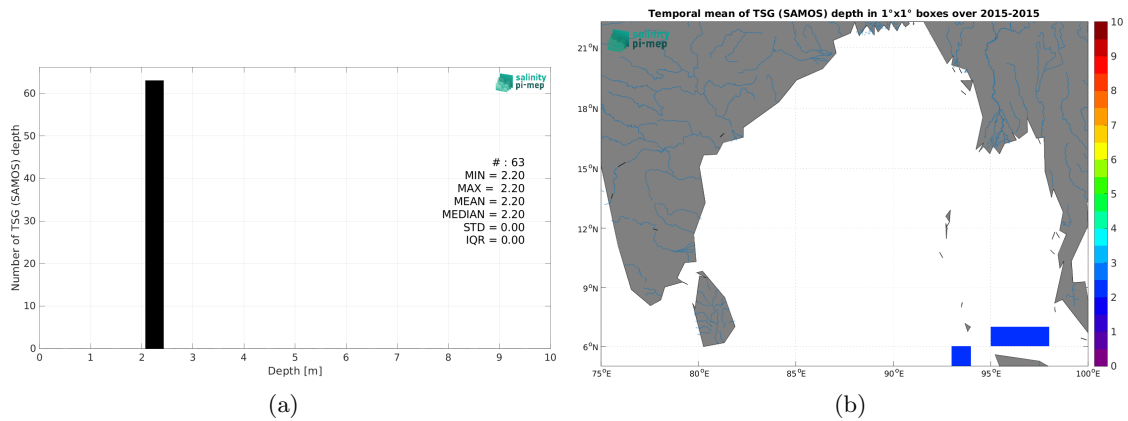 salinity
pi-mep
Number of TSG (SAMOS) depth
60
50
40
30
20
10
0
# : 63
MIN = 2.20
MAX = 2.20
MEAN = 2.20
MEDIAN = 2.20
STD = 0.00
IQR = 0.00
0 1 2 3 4 5 6 7 8 9 10
Depth [m]
(a)
Temporal mean of TSG (SAMOS) depth in 1°x1° boxes over 2015-2015
salinity
pi-mep
21°N
18°N
15°N
12°N
9°N
6°N
75°E 80°E 85°E 90°E 95°E 100°E
10
9
8
7
6
5
4
3
2
1
0
(b)